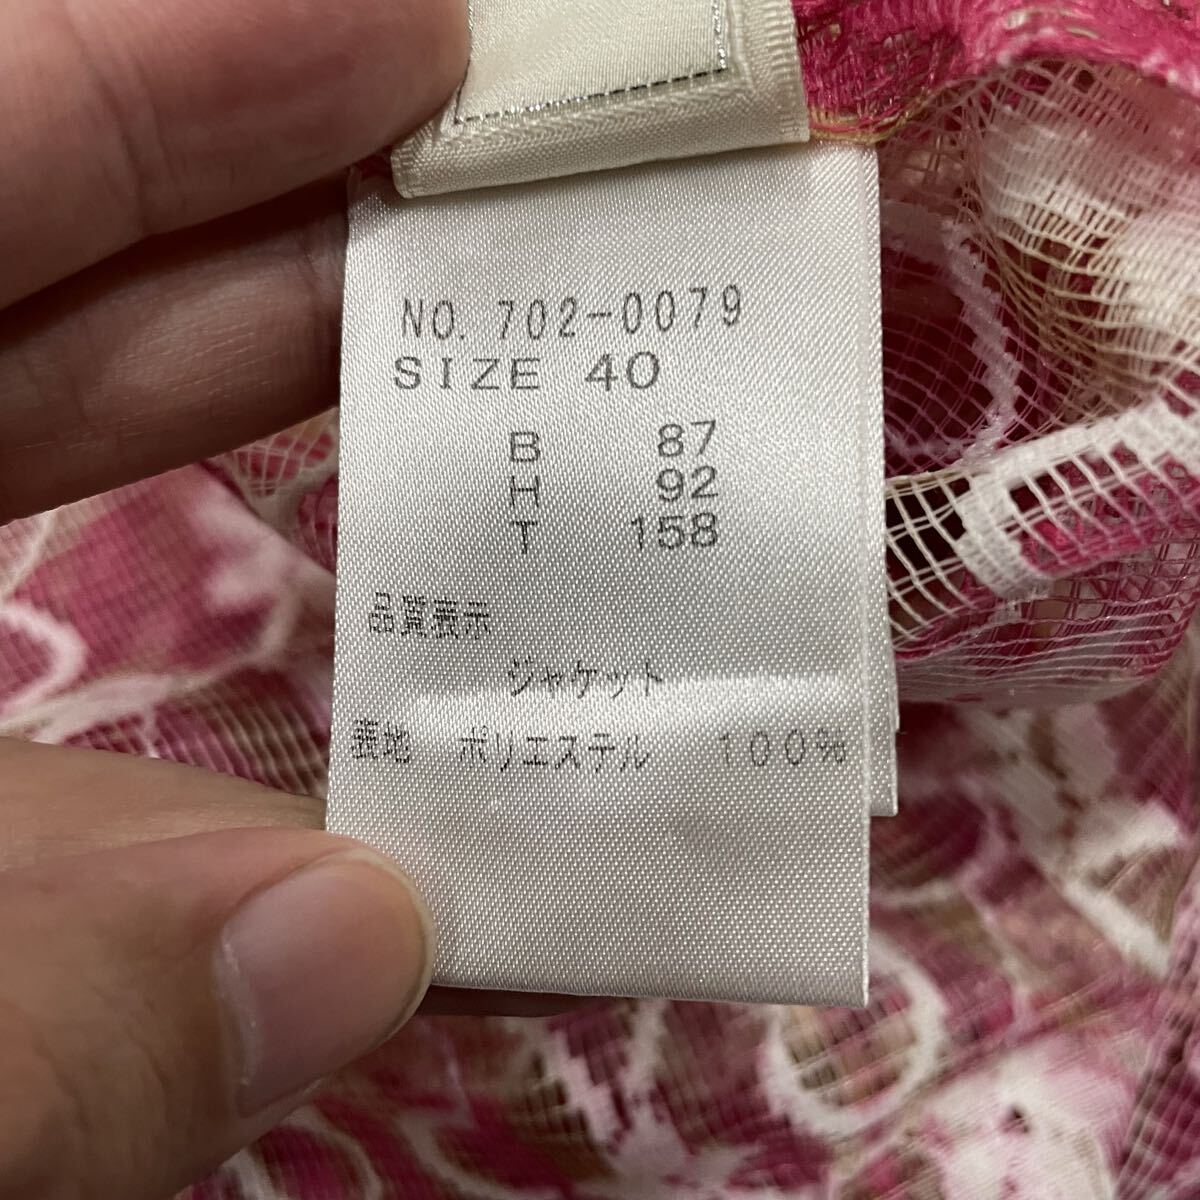 NO. 702-0079
SIZE 40
B 87
H 92
T 158
品質表示
ジャケット
表地 ポリエステル 100%